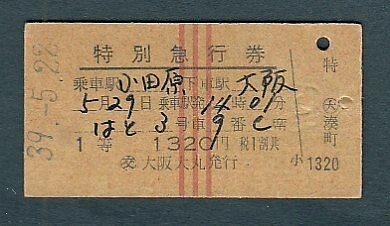 39.-5.22
特別急行券
乗車駅 小田原 下車駅 大阪
5月29日 乗車駅発 14時01分
はと 3号車 9番 C席
1等 1320円 税1割共
交 大阪大丸発行
特
天
湊町
小
1320